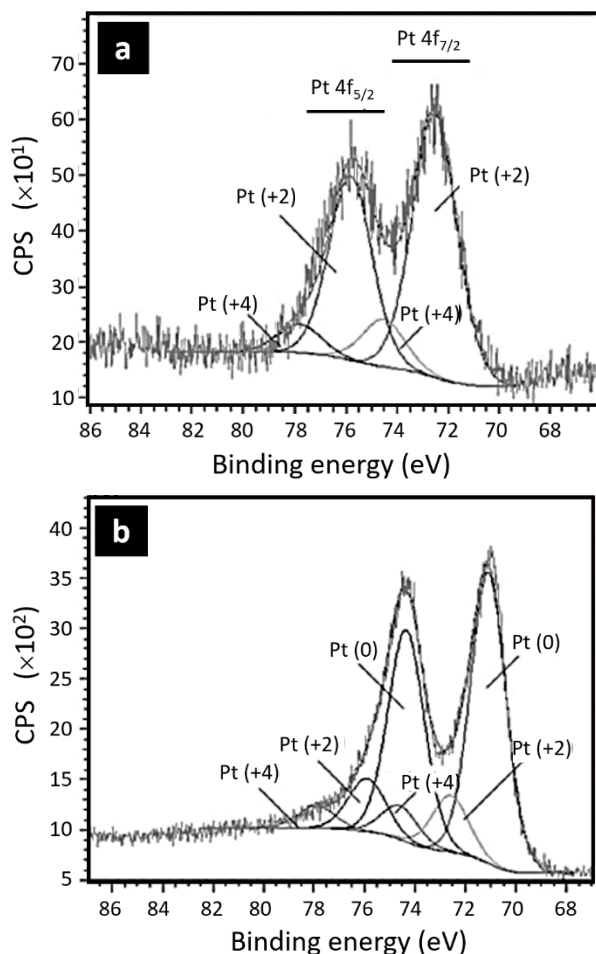 a
Pt 4f7/2
Pt 4f5/2
70
60
50
40
30
20
10
CPS (×10¹)
Pt (+2)
Pt (+2)
Pt (+4)
Pt (+4)
86 84 82 80 78 76 74 72 70 68
Binding energy (eV)
b
40
35
30
25
20
15
10
5
CPS (×10²)
Pt (0)
Pt (0)
Pt (+2)
Pt (+2)
Pt (+4)
Pt (+4)
86 84 82 80 78 76 74 72 70 68
Binding energy (eV)